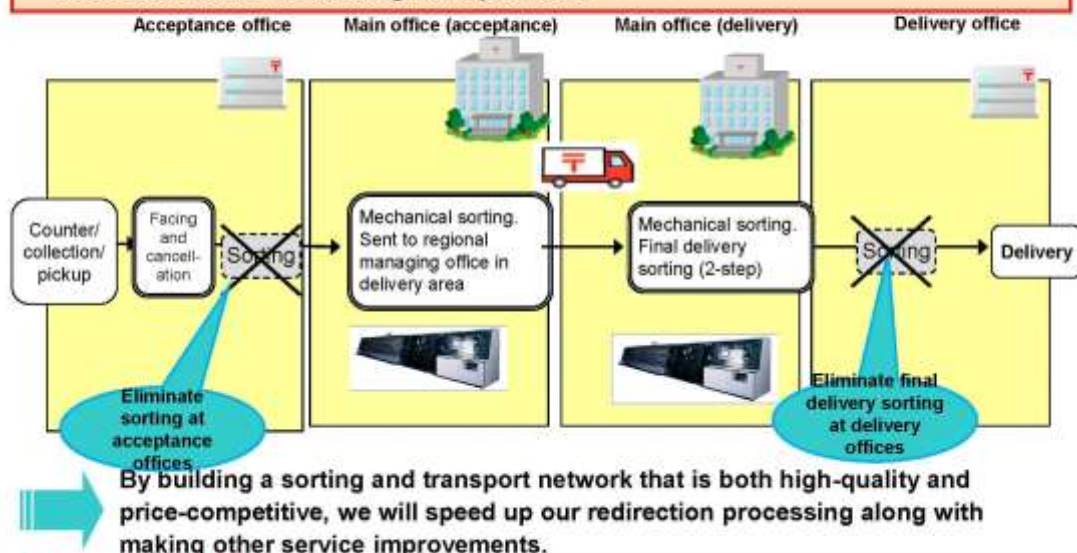 Acceptance office
Main office (acceptance)
Main office (delivery)
Delivery office
〒
〒
〒
〒
〒
Counter/
collection/
pickup
Facing
and
cancell-
ation
Sorting
Mechanical sorting.
Sent to regional
managing office in
delivery area
Mechanical sorting.
Final delivery
sorting (2-step)
Sorting
Delivery
Eliminate
sorting at
acceptance
offices
Eliminate final
delivery sorting
at delivery
offices
By building a sorting and transport network that is both high-quality and
price-competitive, we will speed up our redirection processing along with
making other service improvements.